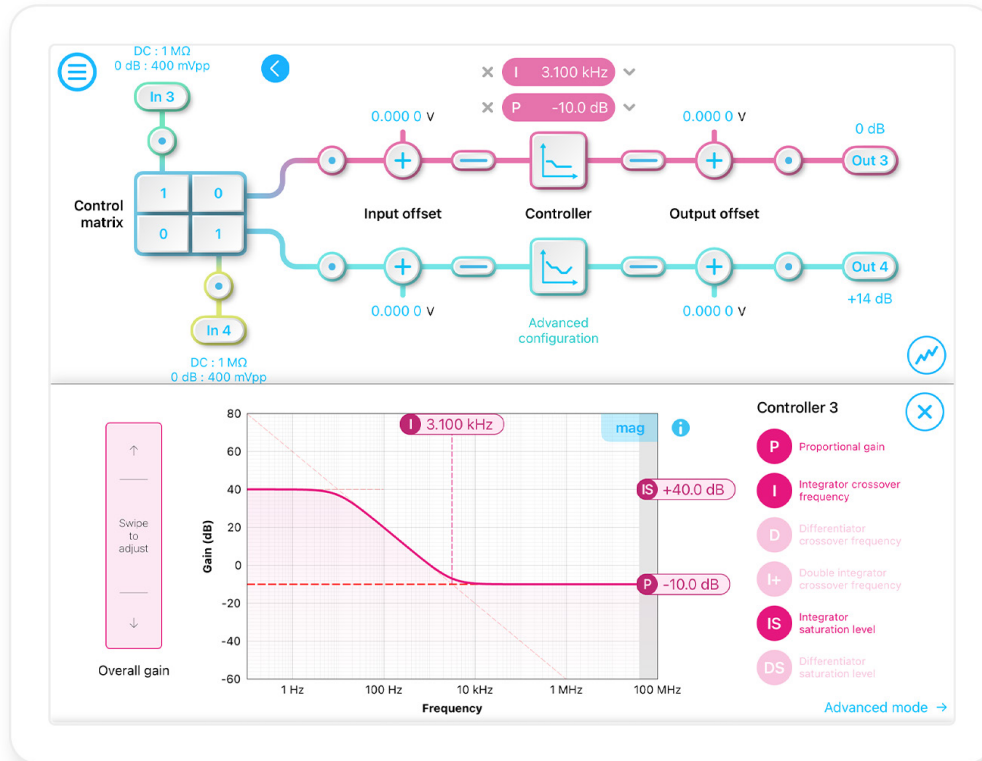 DC : 1 MΩ
0 dB : 400 mVpp
In 3
I 3.100 kHz
P -10.0 dB
0.000 0 V
0.000 0 V
0 dB
Out 3
1 0
0 1
Control
matrix
Input offset
Controller
Output offset
Out 4
+14 dB
0.000 0 V
0.000 0 V
Advanced
configuration
In 4
DC : 1 MΩ
0 dB : 400 mVpp
Swipe
to
adjust
Overall gain
Gain (dB)
80
60
40
20
0
-20
-40
-60
I 3.100 kHz
mag
i
IS +40.0 dB
P -10.0 dB
1 Hz
100 Hz
10 kHz
1 MHz
100 MHz
Frequency
Controller 3
P Proportional gain
I Integrator crossover
frequency
D Differentiator
crossover frequency
I+ Double integrator
crossover frequency
IS Integrator
saturation level
DS Differentiator
saturation level
Advanced mode →